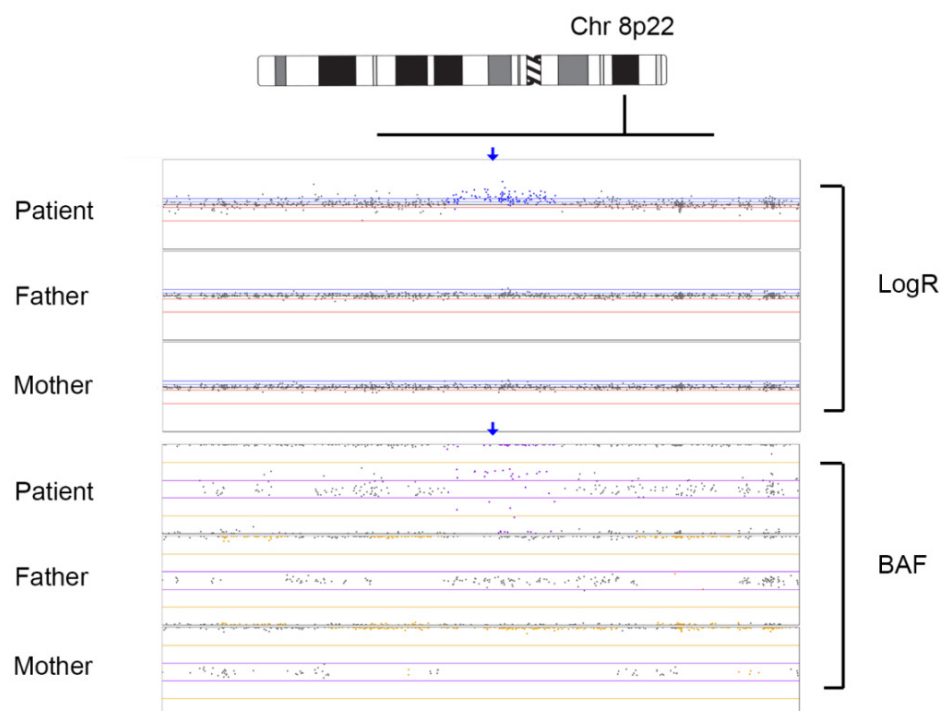 Chr 8p22
Patient
Father
Mother
LogR
Patient
Father
Mother
BAF